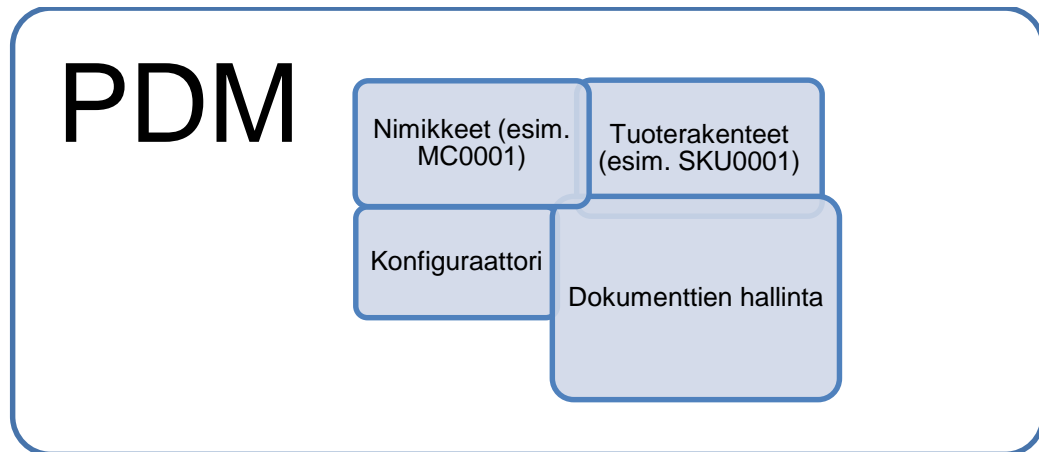 PDM
Nimikkeet (esim.
MC0001)
Tuoterakenteet
(esim. SKU0001)
Konfiguraattori
Dokumenttien hallinta